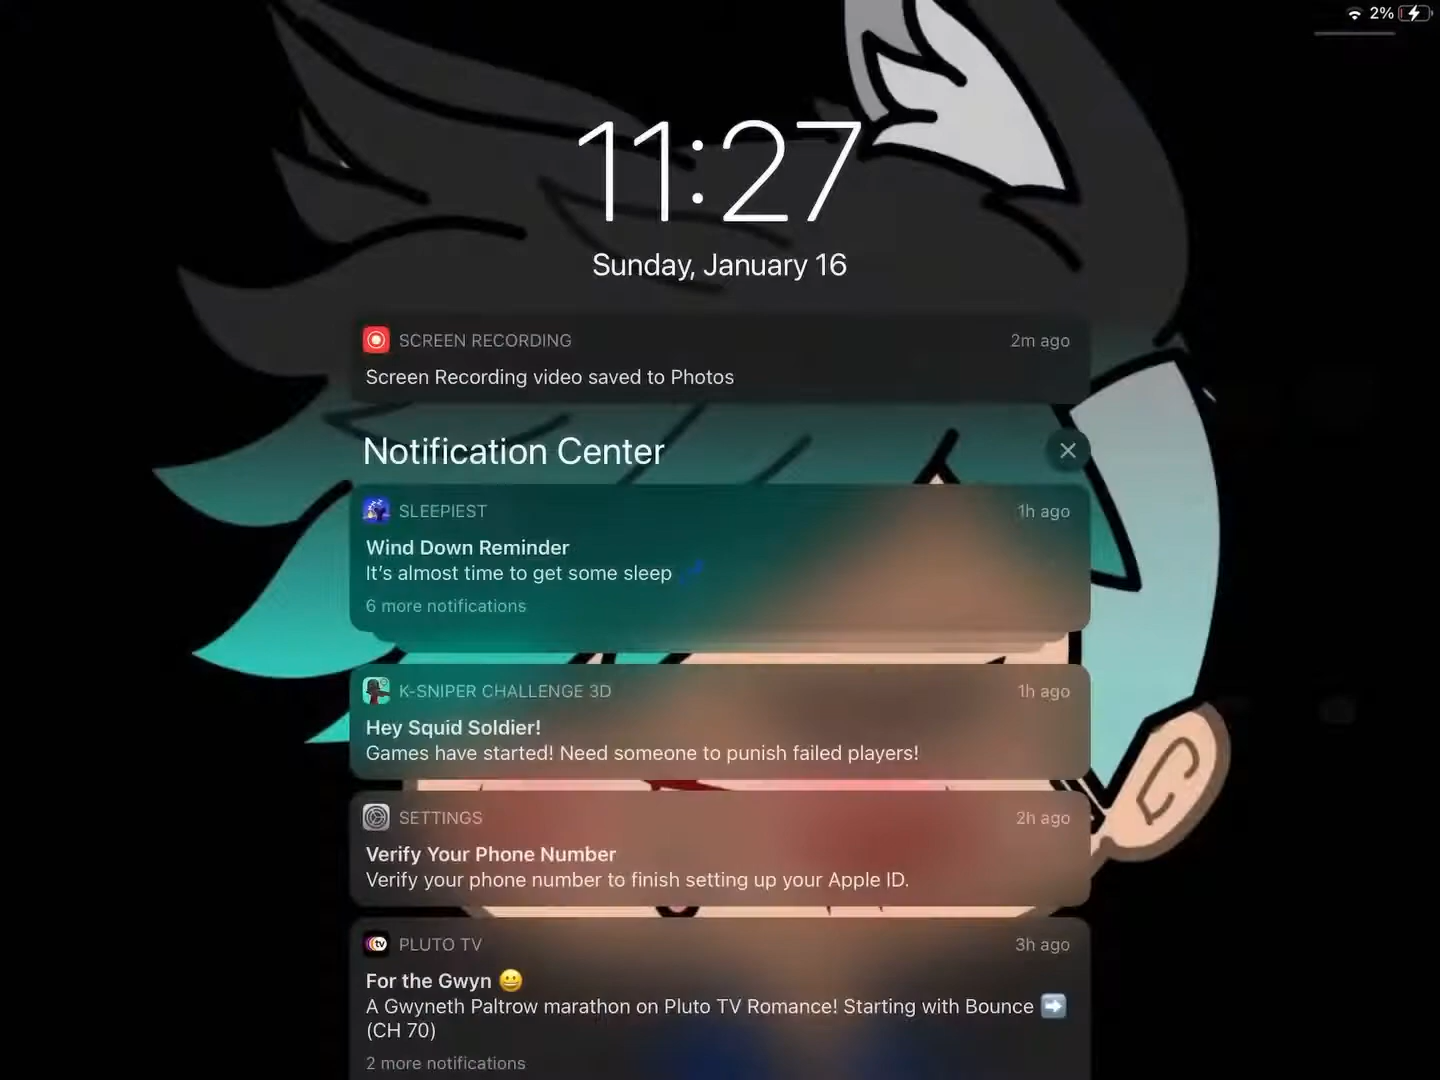 2%
11:27
Sunday, January 16
SCREEN RECORDING 2m ago
Screen Recording video saved to Photos
Notification Center
SLEEPIEST 1h ago
Wind Down Reminder
It’s almost time to get some sleep 💤
6 more notifications
K-SNIPER CHALLENGE 3D 1h ago
Hey Squid Soldier!
Games have started! Need someone to punish failed players!
SETTINGS 2h ago
Verify Your Phone Number
Verify your phone number to finish setting up your Apple ID.
tv PLUTO TV 3h ago
For the Gwyn 😀
A Gwyneth Paltrow marathon on Pluto TV Romance! Starting with Bounce ➡️
(CH 70)
2 more notifications